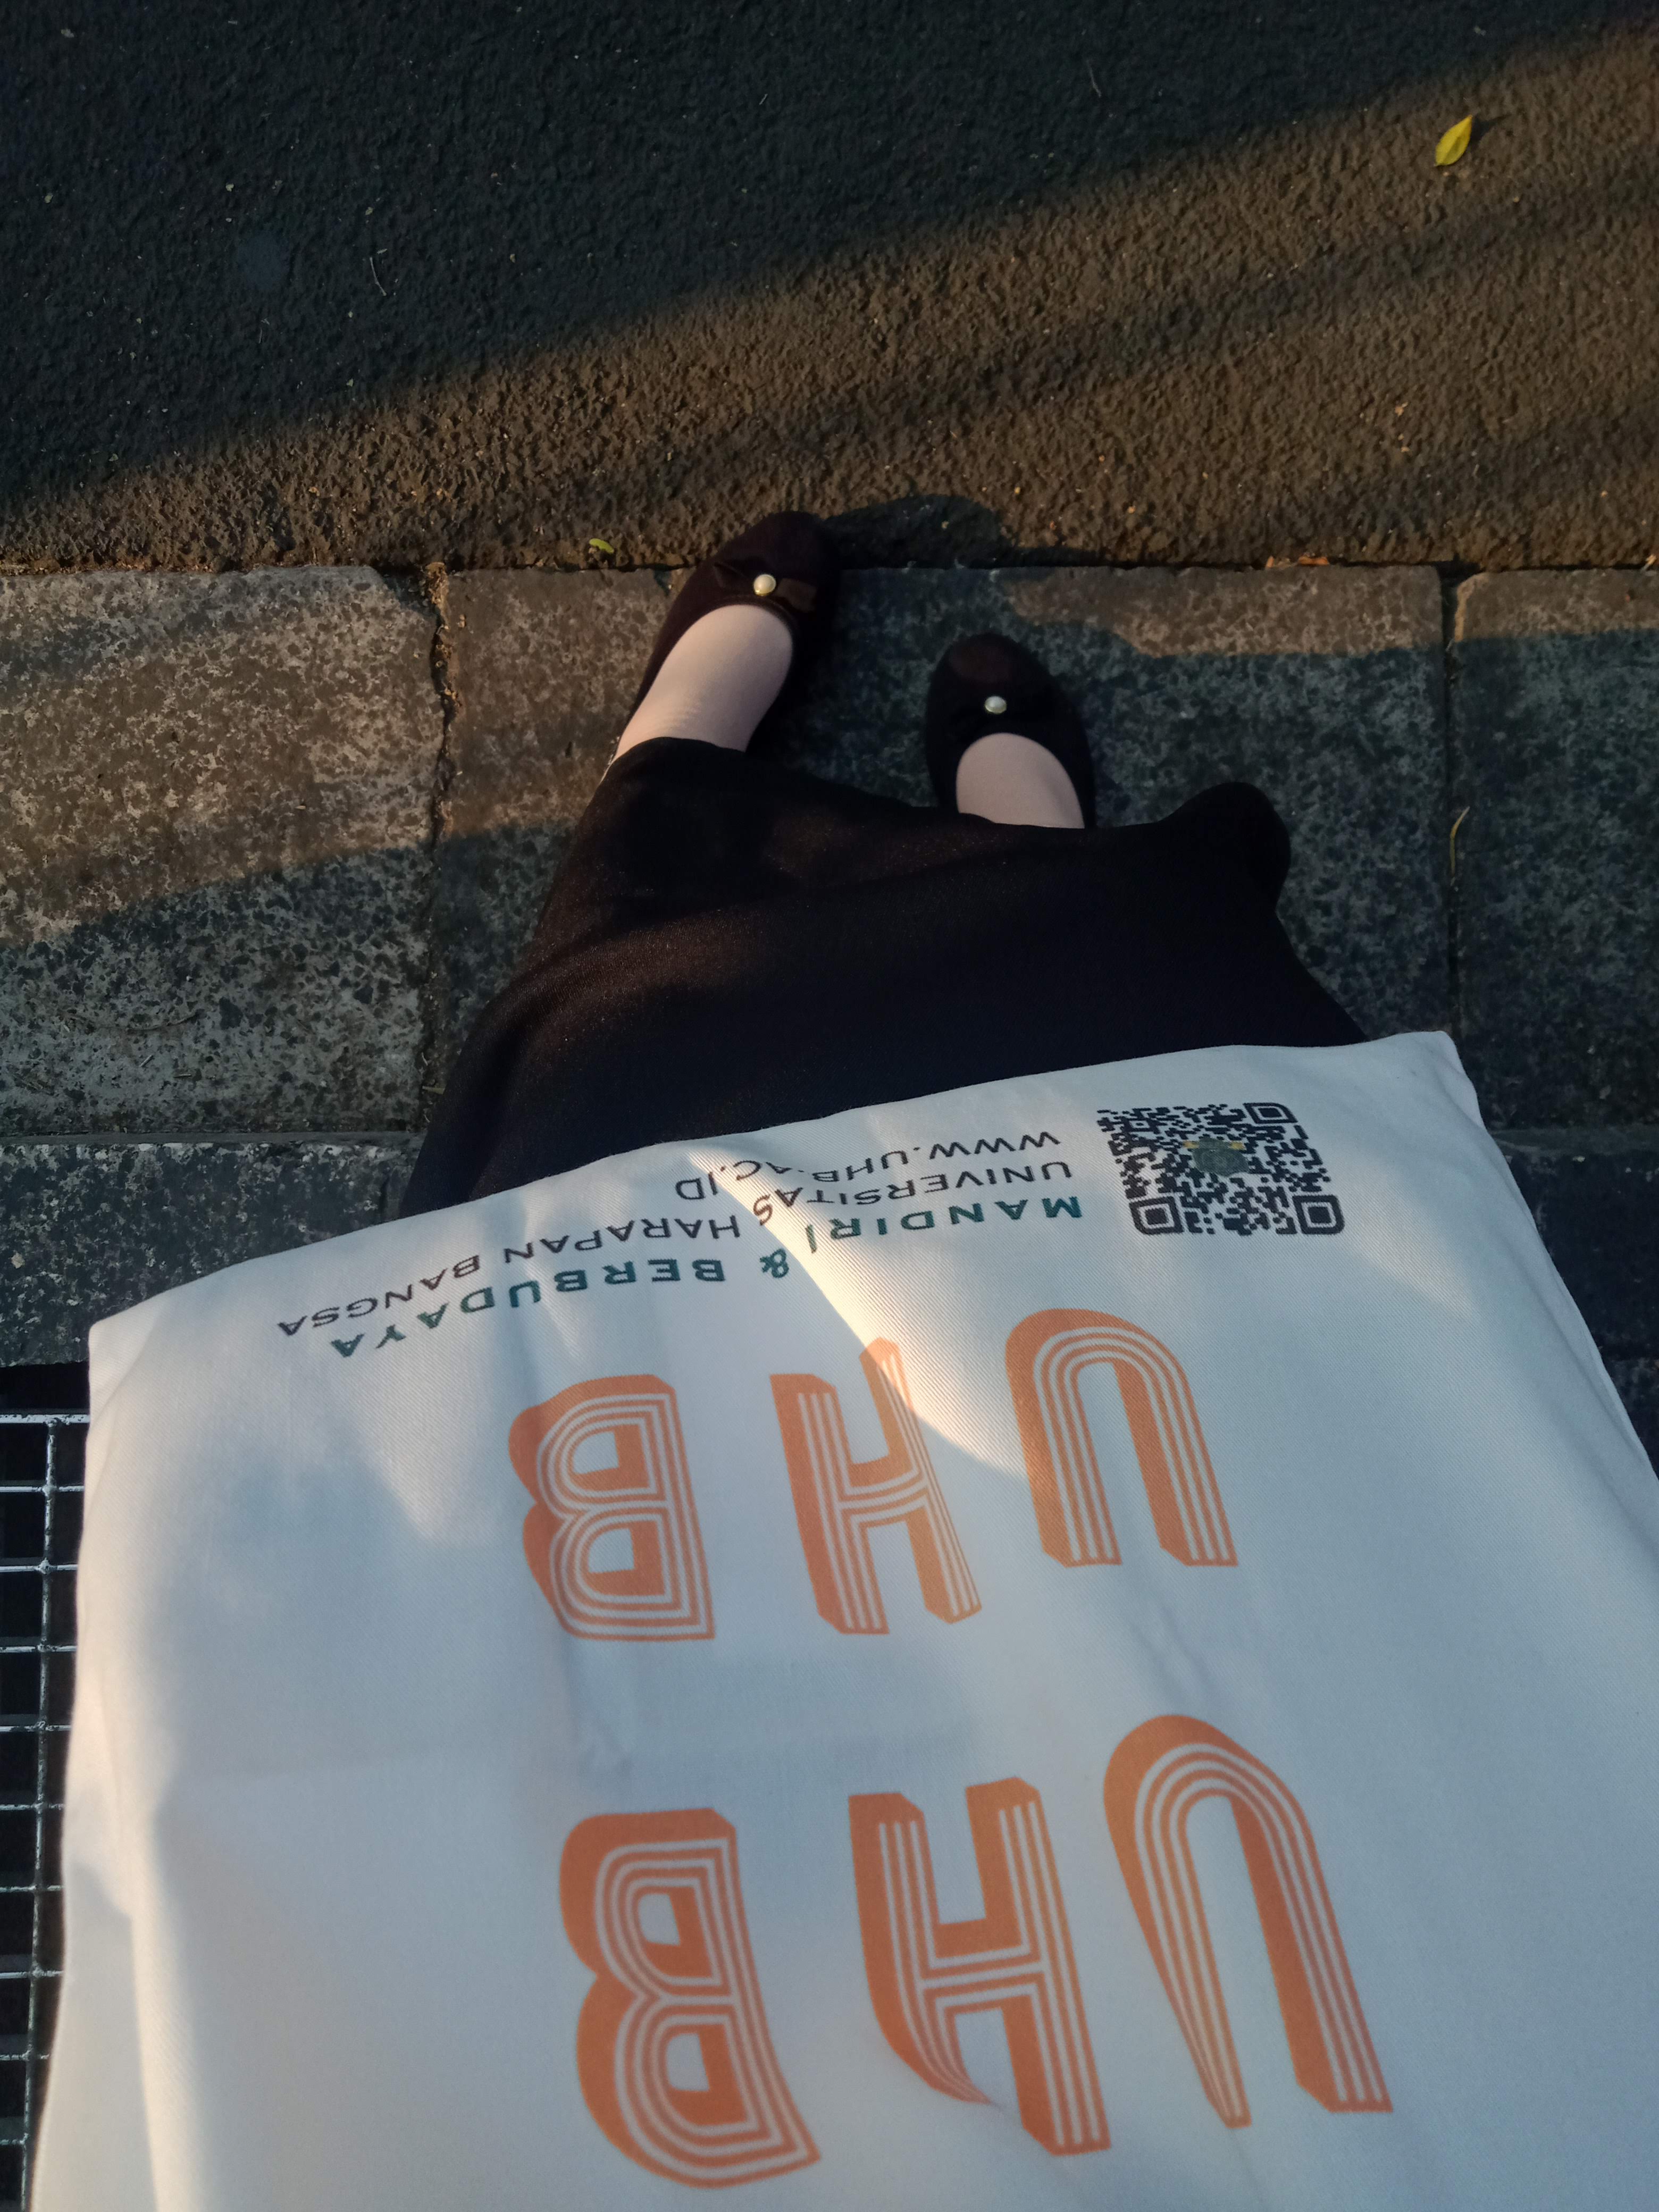 UHB
UHB
MANDIRI & BERBUDAYA
UNIVERSITAS HARAPAN BANGSA
WWW.UHB.AC.ID